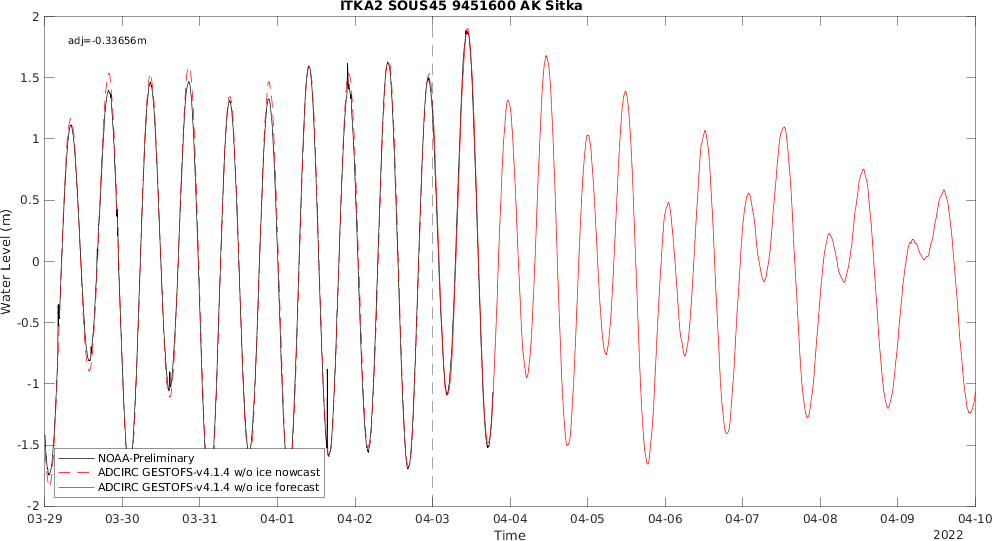 ITKA2 SOUS45 9451600 AK Sitka
adj=-0.33656m
2
1.5
1
0.5
0
-0.5
-1
-1.5
-2
Water Level (m)
NOAA-Preliminary
ADCIRC GESTOFS-v4.1.4 w/o ice nowcast
ADCIRC GESTOFS-v4.1.4 w/o ice forecast
03-29 03-30 03-31 04-01 04-02 04-03 04-04 04-05 04-06 04-07 04-08 04-09 04-10
Time
2022